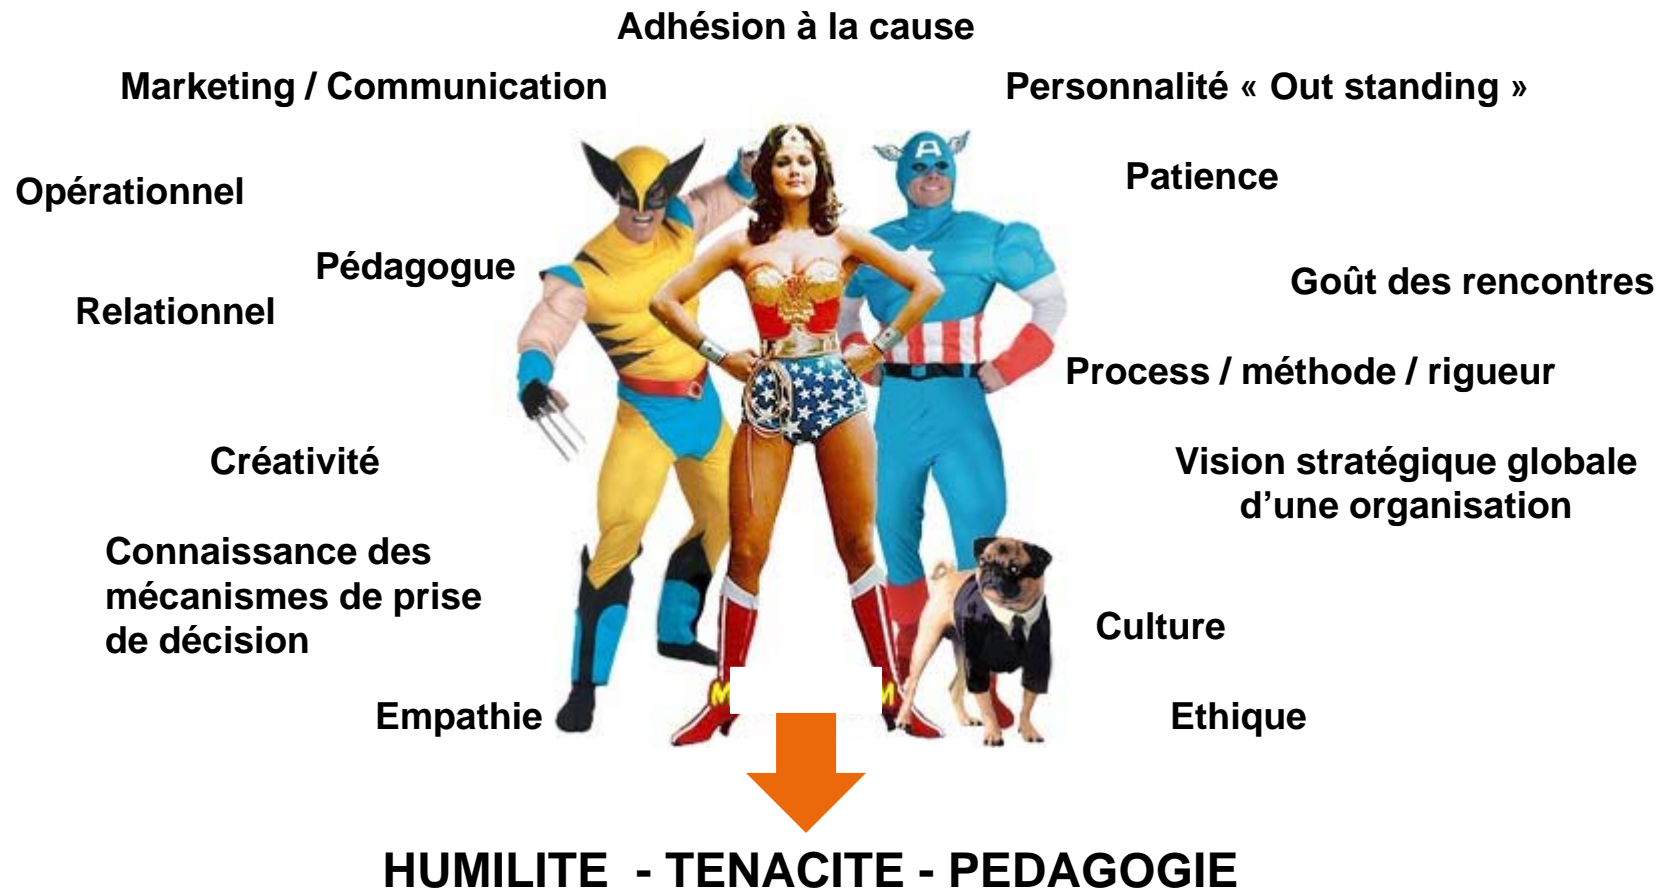 Adhésion à la cause
Marketing / Communication
Personnalité « Out standing »
Opérationnel
Patience
Pédagogue
Goût des rencontres
Relationnel
Process / méthode / rigueur
Créativité
Vision stratégique globale
d’une organisation
Connaissance des
mécanismes de prise
de décision
Culture
Empathie
Ethique
A
M
M
HUMILITE - TENACITE - PEDAGOGIE